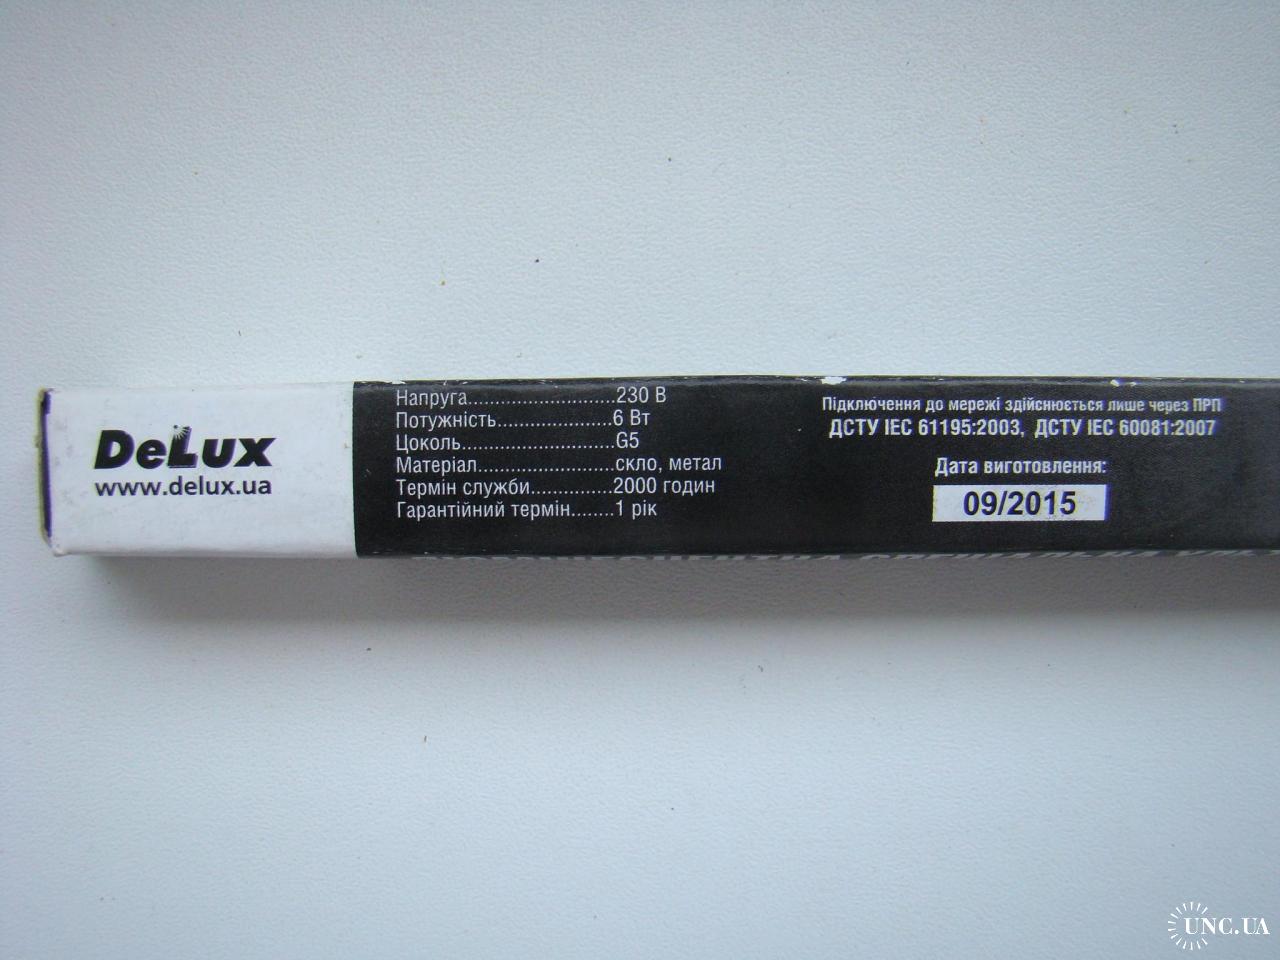 DeLux
www.delux.ua
Напруга...........................230 В
Потужність.....................6 Вт
Цоколь............................G5
Матеріал.........................скло, метал
Термін служби...............2000 годин
Гарантійний термін........1 рік
Підключення до мережі здійснюється лише через ПРП
ДСТУ IEC 61195:2003, ДСТУ IEC 60081:2007
Дата виготовлення:
09/2015
UNC.UA